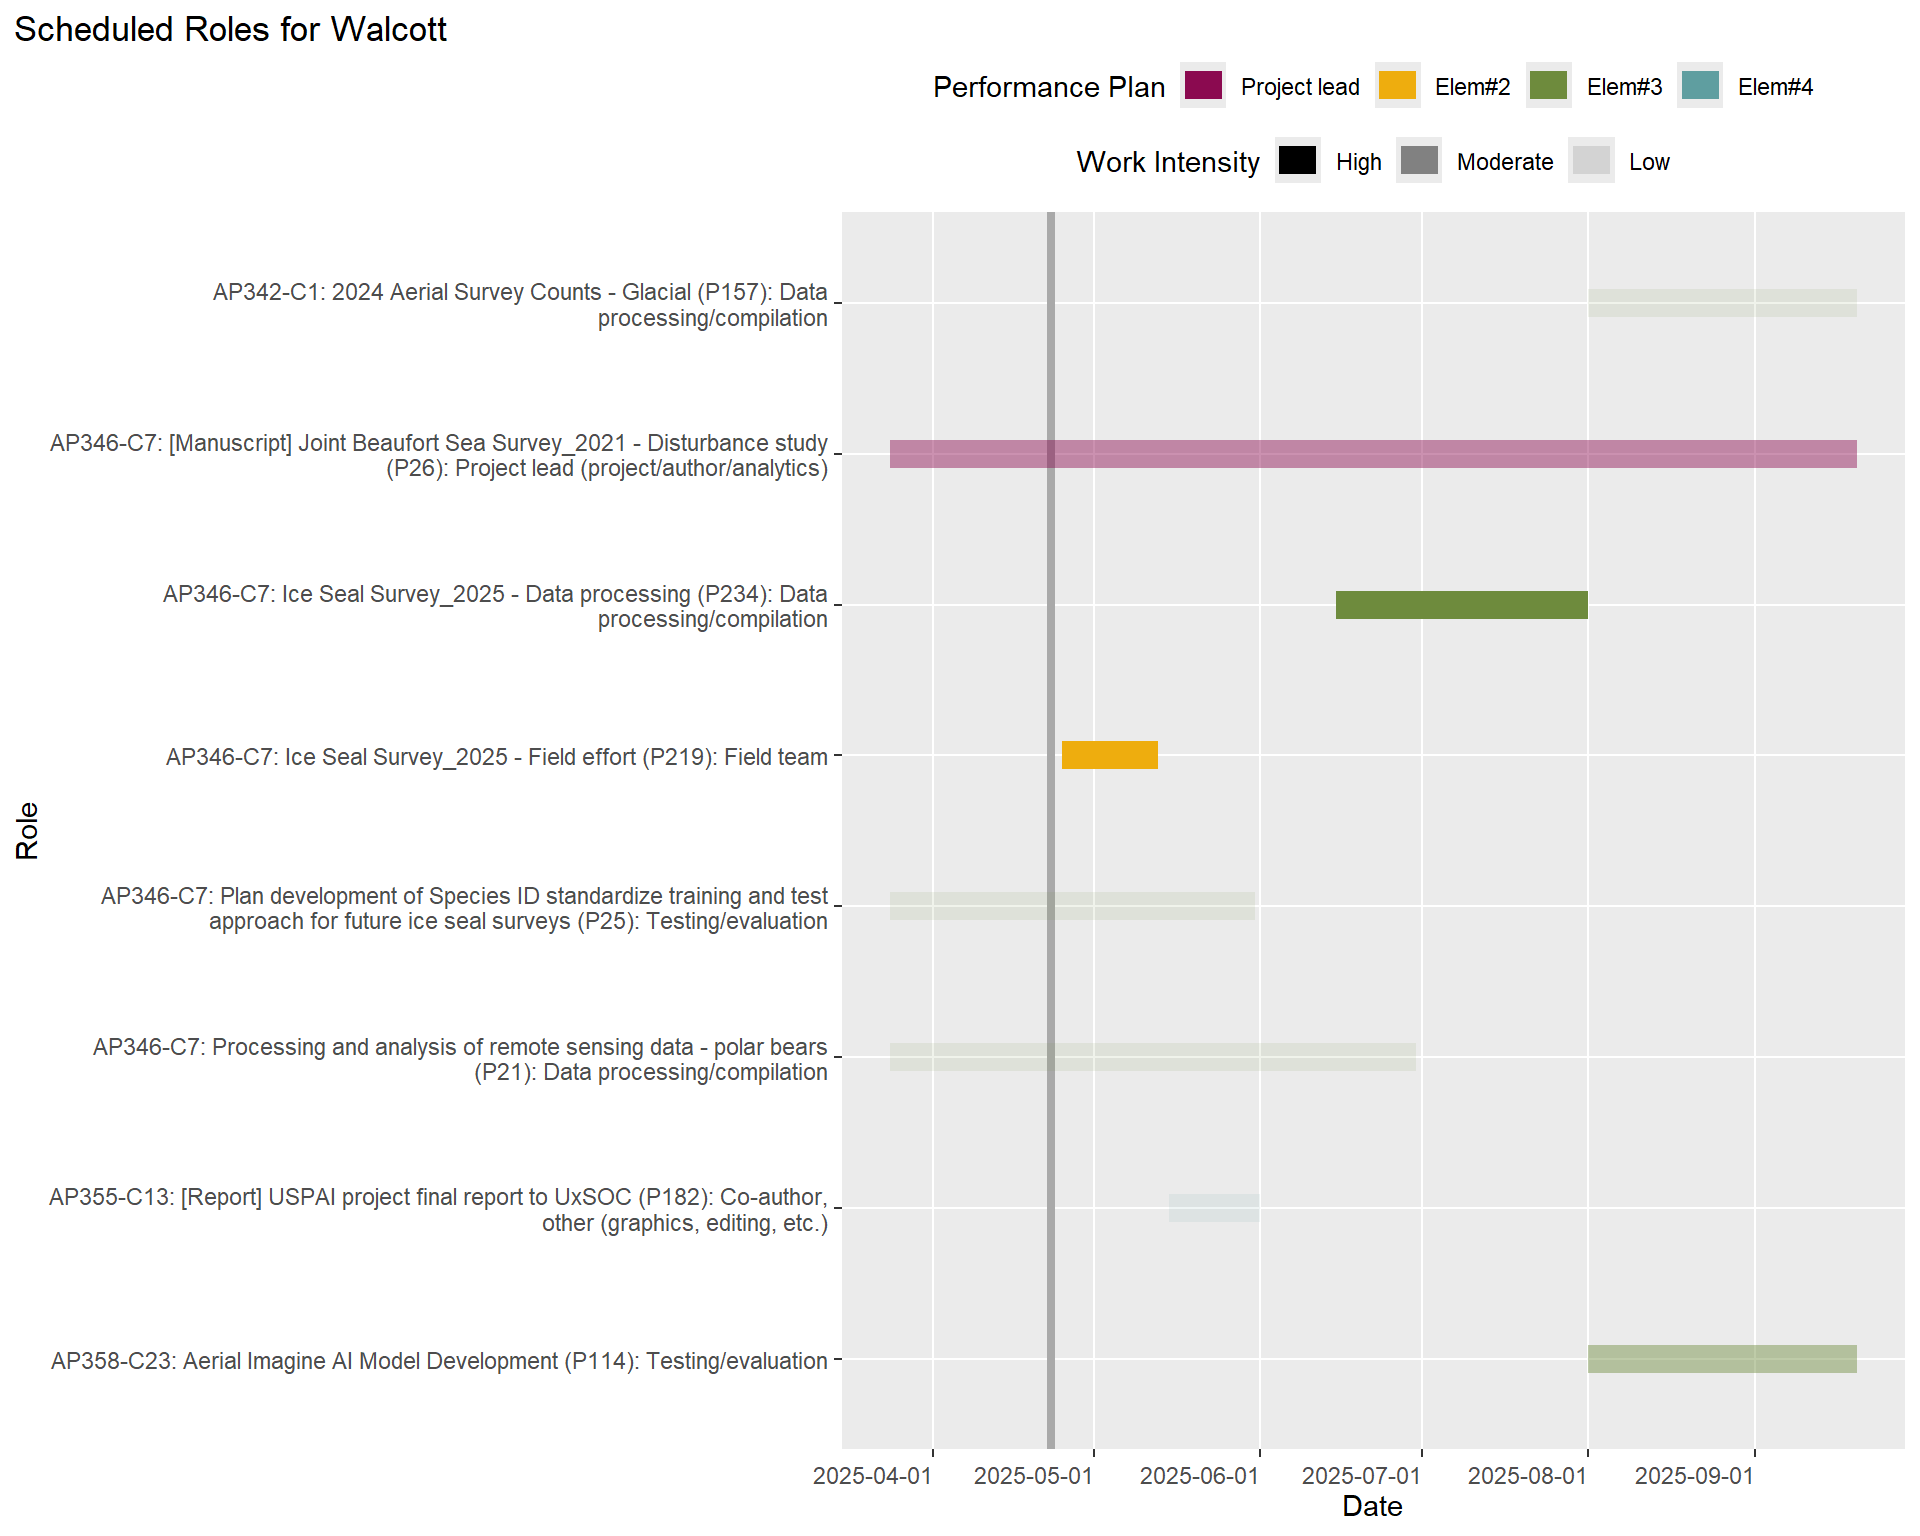 Scheduled Roles for Walcott
Performance Plan Project lead Elem#2 Elem#3 Elem#4
Work Intensity High Moderate Low
AP342-C1: 2024 Aerial Survey Counts - Glacial (P157): Data
processing/compilation
AP346-C7: [Manuscript] Joint Beaufort Sea Survey_2021 - Disturbance study
(P26): Project lead (project/author/analytics)
AP346-C7: Ice Seal Survey_2025 - Data processing (P234): Data
processing/compilation
AP346-C7: Ice Seal Survey_2025 - Field effort (P219): Field team
AP346-C7: Plan development of Species ID standardize training and test
approach for future ice seal surveys (P25): Testing/evaluation
AP346-C7: Processing and analysis of remote sensing data - polar bears
(P21): Data processing/compilation
AP355-C13: [Report] USPAI project final report to UxSOC (P182): Co-author,
other (graphics, editing, etc.)
AP358-C23: Aerial Imagine AI Model Development (P114): Testing/evaluation
Role
2025-04-01 2025-05-01 2025-06-01 2025-07-01 2025-08-01 2025-09-01
Date